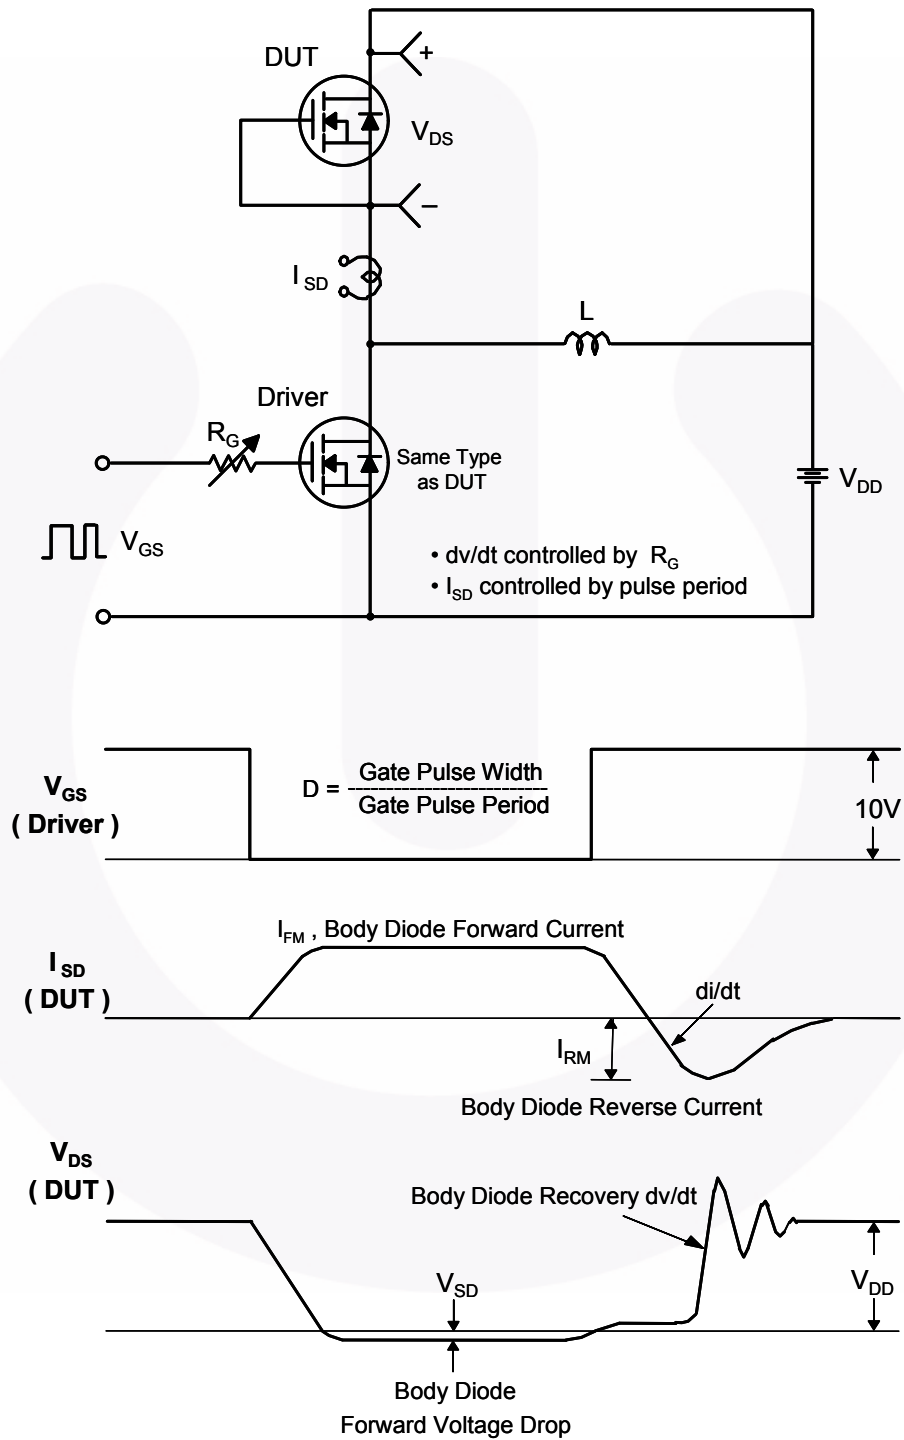 DUT
+
V_DS
−
I_SD
L
Driver
R_G
Same Type
as DUT
V_DD
V_GS
• dv/dt controlled by R_G
• I_SD controlled by pulse period
V_GS
( Driver )
D = Gate Pulse Width
Gate Pulse Period
10V
I_FM , Body Diode Forward Current
I_SD
( DUT )
di/dt
I_RM
Body Diode Reverse Current
V_DS
( DUT )
Body Diode Recovery dv/dt
V_SD
V_DD
Body Diode
Forward Voltage Drop